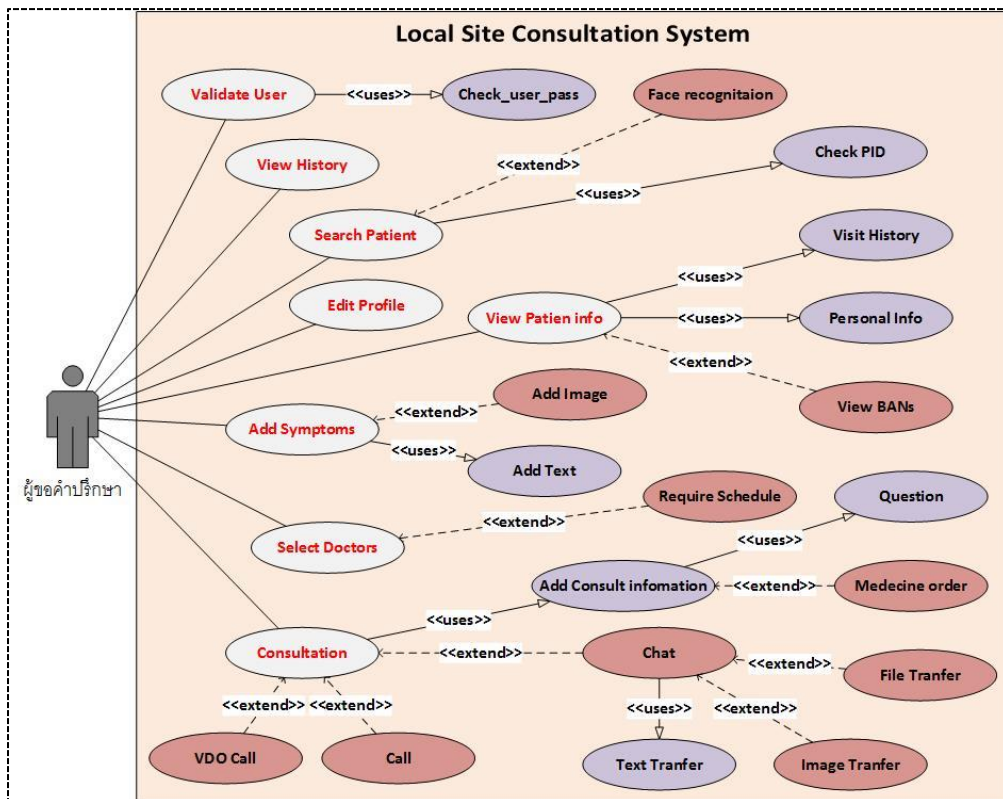 Local Site Consultation System
Validate User
<<uses>>
Check_user_pass
Face recognitaion
View History
<<extend>>
Check PID
<<uses>>
Search Patient
Visit History
<<uses>>
Edit Profile
View Patien info
<<uses>>
Personal Info
<<extend>>
Add Image
<<extend>>
View BANs
Add Symptoms
<<uses>>
Add Text
ผู้ขอคำปรึกษา
Require Schedule
Question
<<extend>>
Select Doctors
<<uses>>
Add Consult infomation
<<extend>>
Medecine order
<<uses>>
Consultation
<<extend>>
Chat
<<extend>>
File Tranfer
<<extend>>
<<extend>>
<<uses>>
<<extend>>
VDO Call
Call
Text Tranfer
Image Tranfer